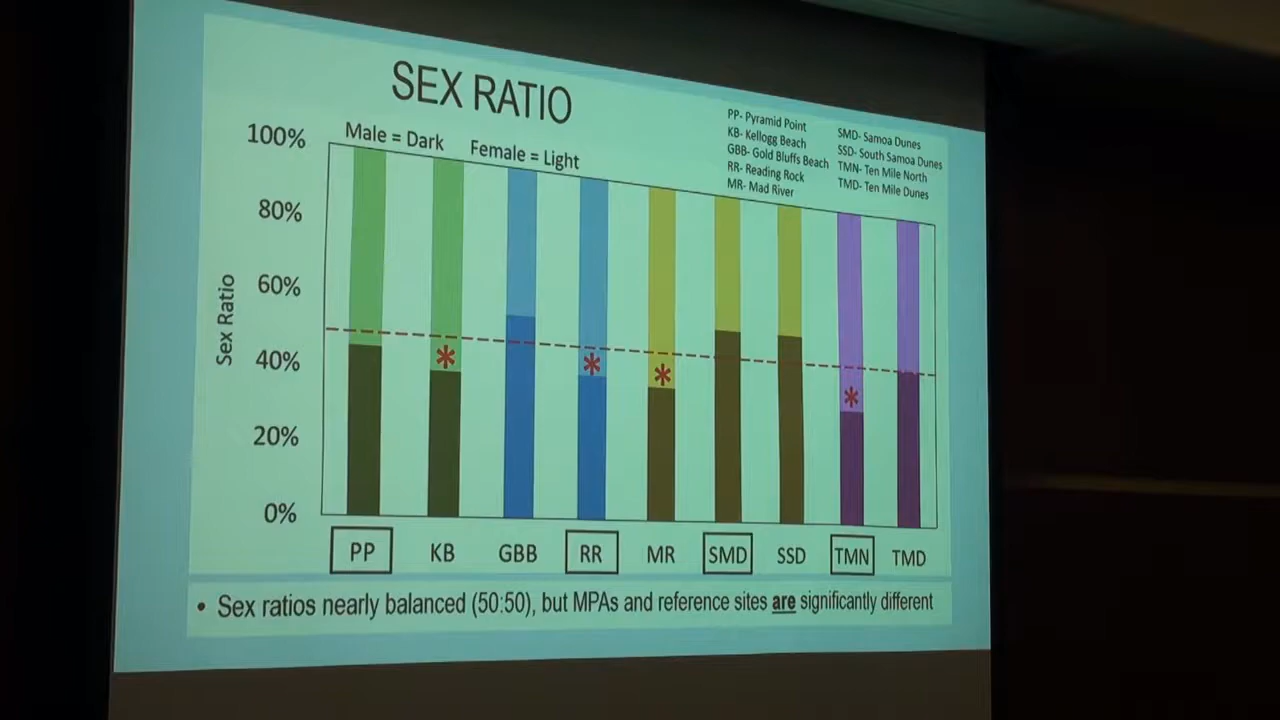 SEX RATIO
Male = Dark Female = Light
PP- Pyramid Point
KB- Kellogg Beach
GBB- Gold Bluffs Beach
RR- Reading Rock
MR- Mad River
SMD- Samoa Dunes
SSD- South Samoa Dunes
TMN- Ten Mile North
TMD- Ten Mile Dunes
100%
80%
60%
40%
20%
0%
Sex Ratio
*
*
*
*
PP KB GBB RR MR SMD SSD TMN TMD
• Sex ratios nearly balanced (50:50), but MPAs and reference sites are significantly different